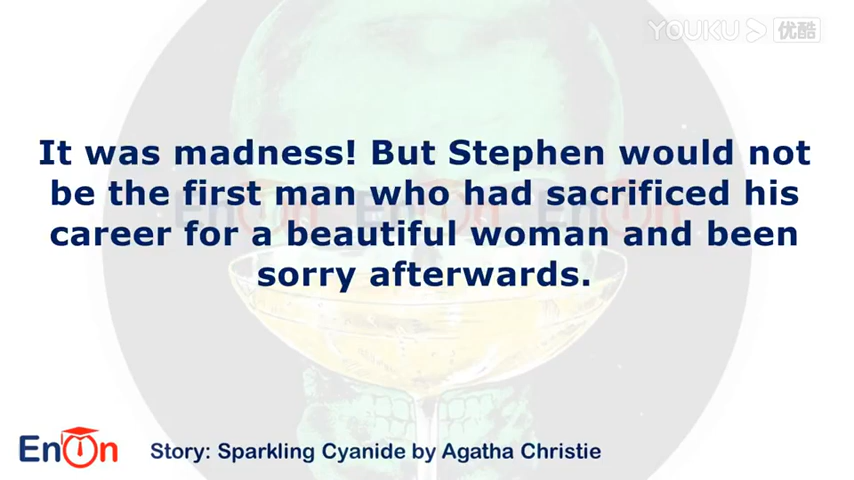 YOUKU 优酷
It was madness! But Stephen would not
be the first man who had sacrificed his
career for a beautiful woman and been
sorry afterwards.
EnOn
Story: Sparkling Cyanide by Agatha Christie